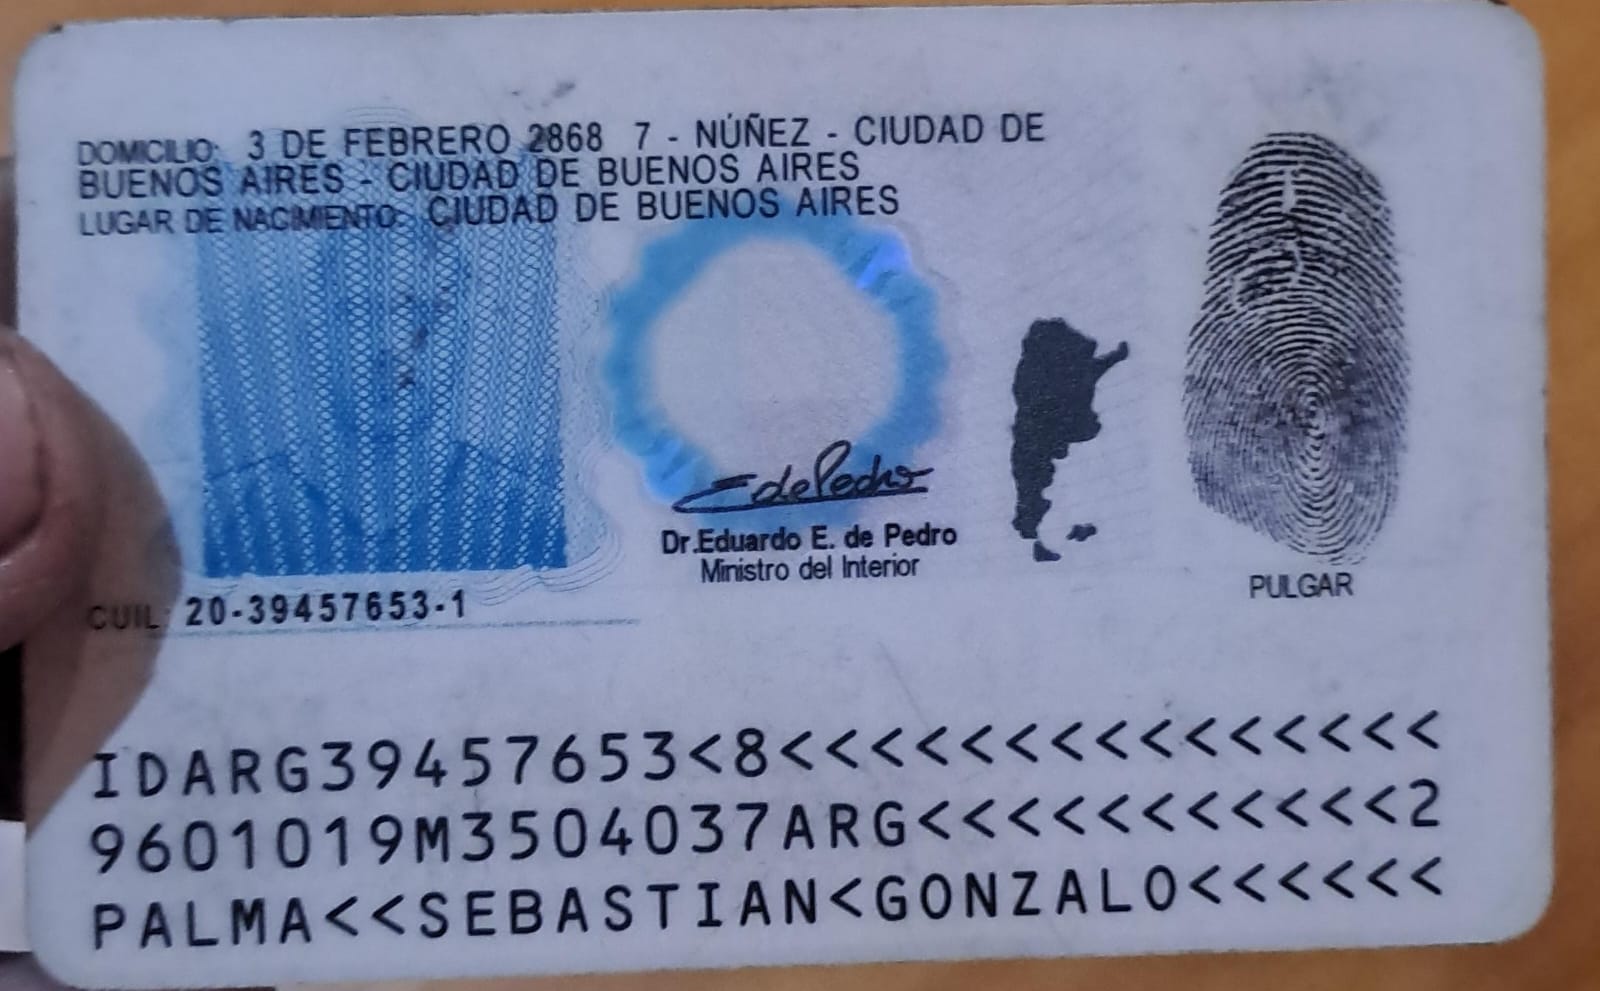 DOMICILIO: 3 DE FEBRERO 2868 7 - NÚÑEZ - CIUDAD DE
BUENOS AIRES - CIUDAD DE BUENOS AIRES
LUGAR DE NACIMIENTO: CIUDAD DE BUENOS AIRES
EdePedro
Dr.Eduardo E. de Pedro
Ministro del Interior
PULGAR
CUIL: 20-39457653-1
IDARG39457653<8<<<<<<<<<<<<<<<
9601019M3504037ARG<<<<<<<<<<<2
PALMA<<SEBASTIAN<GONZALO<<<<<<